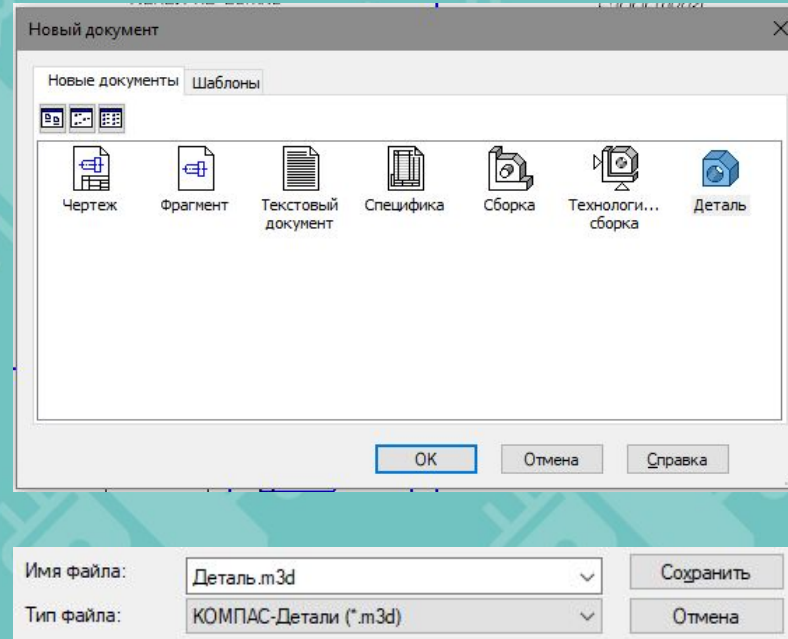 Новый документ
Новые документы Шаблоны
Чертеж Фрагмент Текстовый документ Специфика Сборка Технологи... сборка Деталь
OK Отмена Справка
Имя файла: Деталь.m3d Сохранить
Тип файла: КОМПАС-Детали (*.m3d) Отмена